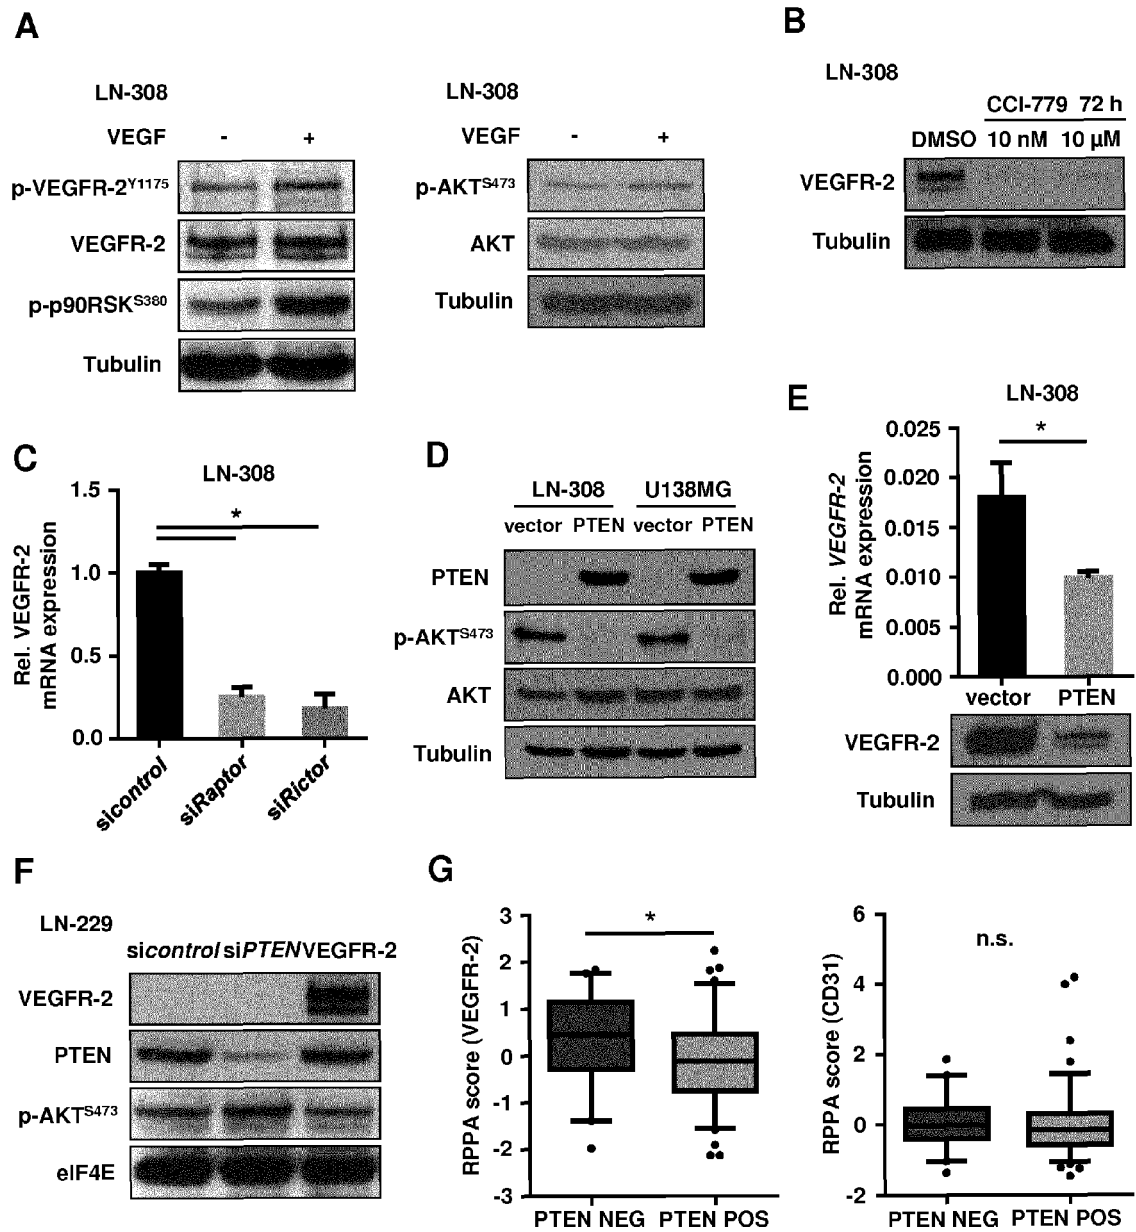 A
LN-308
VEGF - +
p-VEGFR-2Y1175
VEGFR-2
p-p90RSKS380
Tubulin
LN-308
VEGF - +
p-AKTS473
AKT
Tubulin
B
LN-308
CCI-779 72 h
DMSO 10 nM 10 µM
VEGFR-2
Tubulin
C
LN-308
*
Rel. VEGFR-2
mRNA expression
1.5
1.0
0.5
0.0
sicontrol
siRaptor
siRictor
D
LN-308 U138MG
vector PTEN vector PTEN
PTEN
p-AKTS473
AKT
Tubulin
E
LN-308
*
Rel. VEGFR-2
mRNA expression
0.025
0.020
0.015
0.010
0.005
0.000
vector PTEN
VEGFR-2
Tubulin
F
LN-229
sicontrol siPTEN VEGFR-2
VEGFR-2
PTEN
p-AKTS473
eIF4E
G
*
RPPA score (VEGFR-2)
3
2
1
0
-1
-2
-3
PTEN NEG PTEN POS
n.s.
RPPA score (CD31)
6
4
2
0
-2
PTEN NEG PTEN POS